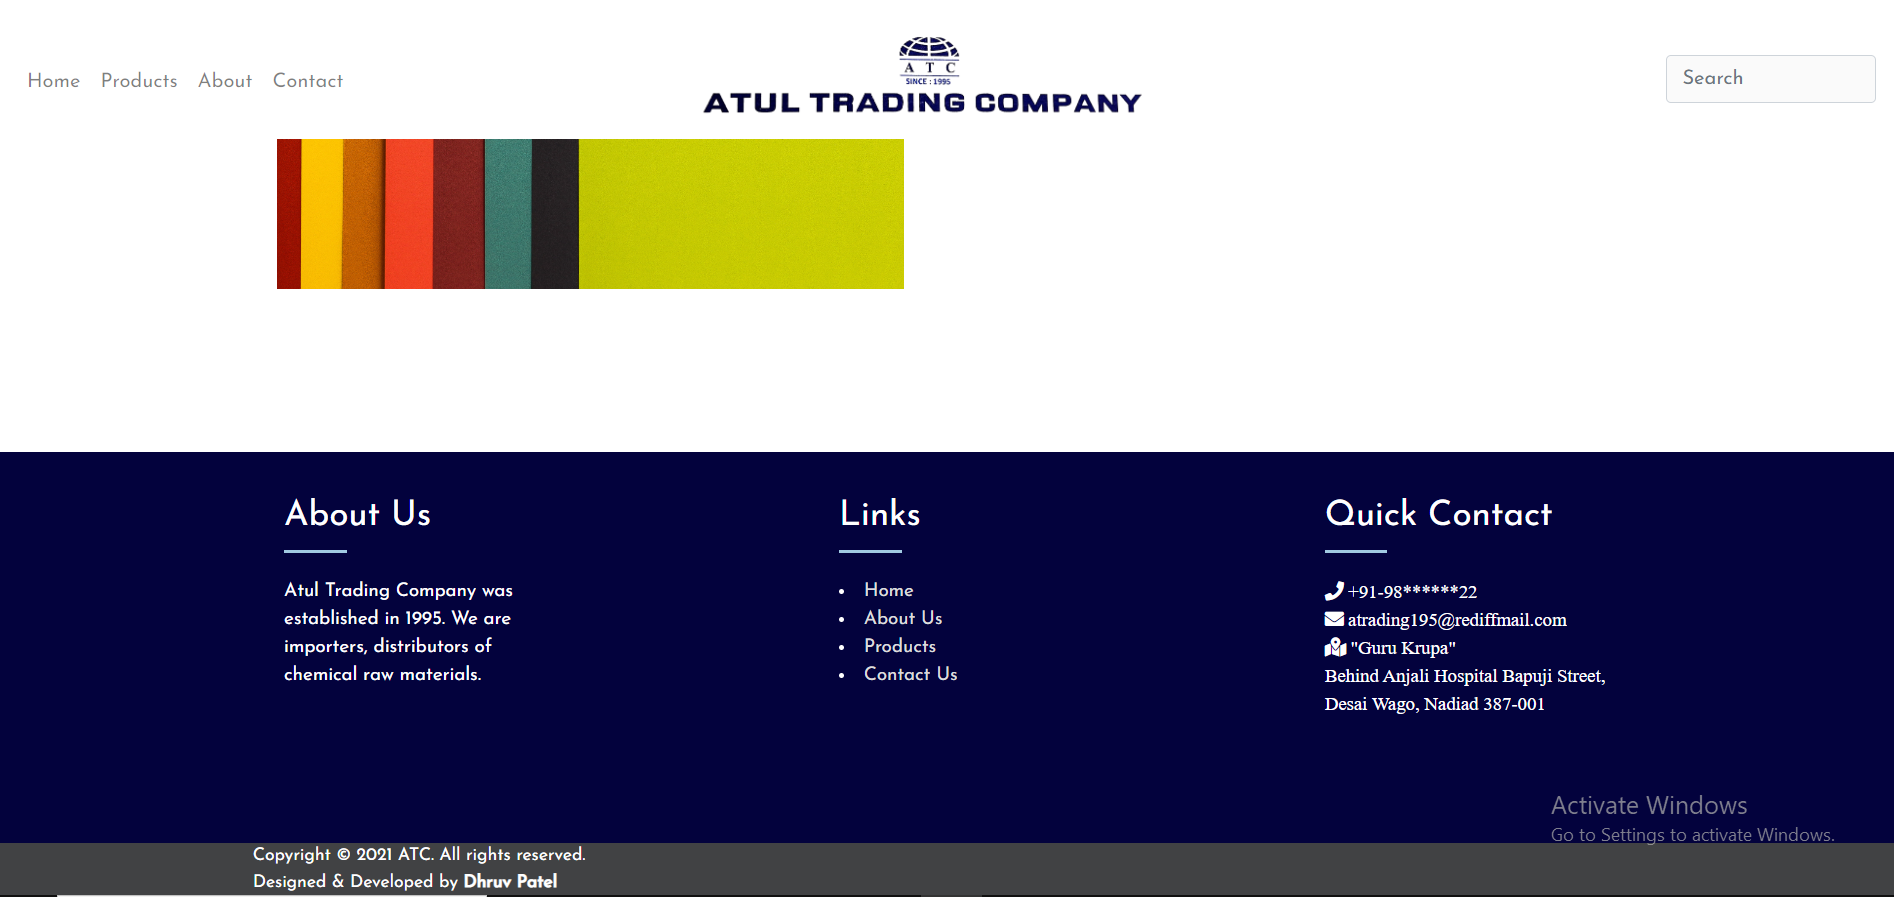 Home Products About Contact
A T C
SINCE : 1995
ATUL TRADING COMPANY
Search
About Us
Atul Trading Company was
established in 1995. We are
importers, distributors of
chemical raw materials.
Links
Home
About Us
Products
Contact Us
Quick Contact
+91-98******22
atrading195@rediffmail.com
"Guru Krupa"
Behind Anjali Hospital Bapuji Street,
Desai Wago, Nadiad 387-001
Activate Windows
Go to Settings to activate Windows.
Copyright © 2021 ATC. All rights reserved.
Designed & Developed by Dhruv Patel